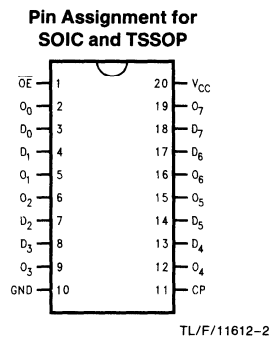 Pin Assignment for
SOIC and TSSOP
O̅E̅ 1 20 VCC
O0 2 19 O7
D0 3 18 D7
D1 4 17 D6
O1 5 16 O6
O2 6 15 O5
D2 7 14 D5
D3 8 13 D4
O3 9 12 O4
GND 10 11 CP
TL/F/11612-2